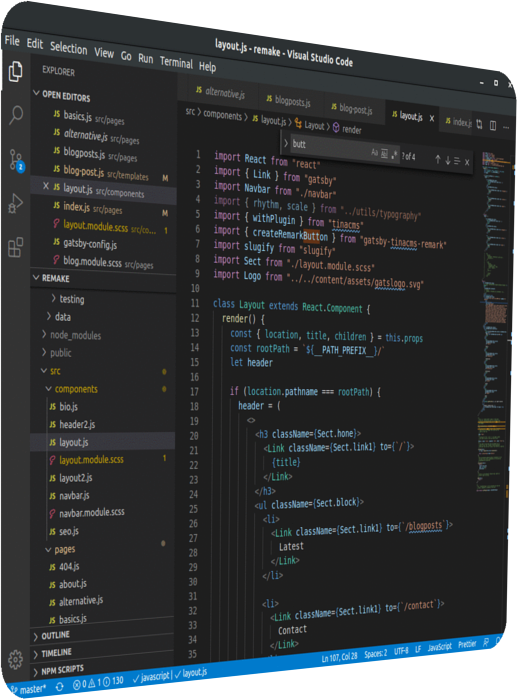 layout.js - remake - Visual Studio Code
File Edit Selection View Go Run Terminal Help
EXPLORER
OPEN EDITORS
basics.js src/pages
alternative.js src/pages
blogposts.js src/pages
blog-post.js src/templates M
layout.js src/components
index.js src/pages M
layout.module.scss src/co... 1
gatsby-config.js
blog.module.scss src/pages
REMAKE
testing
data
node_modules
public
src
components
JS bio.js
JS header2.js
JS layout.js
layout.module.scss 1
JS layout2.js
JS navbar.js
navbar.module.scss
JS seo.js
pages
JS 404.js
JS about.js
JS alternative.js
JS basics.js
OUTLINE
TIMELINE
NPM SCRIPTS
JS alternative.js JS blogposts.js JS blog-post.js JS layout.js JS index.js
src > components > JS layout.js > Layout > render
butt Aa ? of 4
1 import React from "react"
2 import { Link } from "gatsby"
3 import Navbar from "./navbar"
4 import { rhythm, scale } from "../utils/typography"
5 import { withPlugin } from "tinacms"
6 import { createRemarkButton } from "gatsby-tinacms-remark"
7 import slugify from "slugify"
8 import Sect from "./layout.module.scss"
9 import Logo from "../../content/assets/gatslogo.svg"
10
11 class Layout extends React.Component {
12 render() {
13 const { location, title, children } = this.props
14 const rootPath = `${__PATH_PREFIX__}/`
15 let header
16
17 if (location.pathname === rootPath) {
18 header = (
19 <>
20 <h3 className={Sect.hone}>
21 <Link className={Sect.link1} to={`/`}>
22 {title}
23 </Link>
24 </h3>
25 <ul className={Sect.block}>
26 <li>
27 <Link className={Sect.link1} to={`/blogposts`}>
28 Latest
29 </Link>
30 </li>
31
32 <li>
33 <Link className={Sect.link1} to={`/contact`}>
34 Contact
35 </Link>
master* 0 1 130 javascript | layout.js Ln 107, Col 28 Spaces: 2 UTF-8 LF JavaScript Prettier